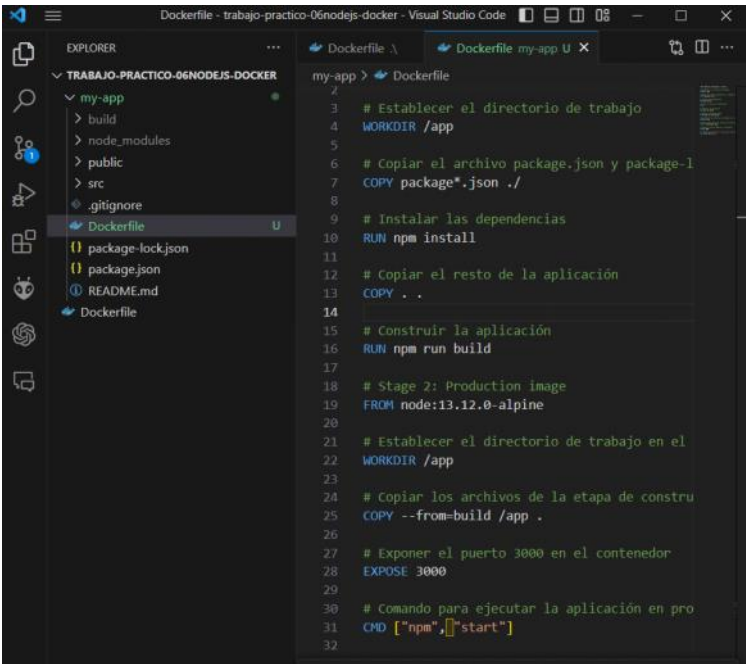 Dockerfile - trabajo-practico-06nodejs-docker - Visual Studio Code
EXPLORER
TRABAJO-PRACTICO-06NODEJS-DOCKER
my-app
build
node_modules
public
src
.gitignore
Dockerfile U
package-lock.json
package.json
README.md
Dockerfile
1
Dockerfile .\
Dockerfile my-app U
my-app > Dockerfile
2
3 # Establecer el directorio de trabajo
4 WORKDIR /app
5
6 # Copiar el archivo package.json y package-l
7 COPY package*.json ./
8
9 # Instalar las dependencias
10 RUN npm install
11
12 # Copiar el resto de la aplicación
13 COPY . .
14
15 # Construir la aplicación
16 RUN npm run build
17
18 # Stage 2: Production image
19 FROM node:13.12.0-alpine
20
21 # Establecer el directorio de trabajo en el
22 WORKDIR /app
23
24 # Copiar los archivos de la etapa de constru
25 COPY --from=build /app .
26
27 # Exponer el puerto 3000 en el contenedor
28 EXPOSE 3000
29
30 # Comando para ejecutar la aplicación en pro
31 CMD ["npm", "start"]
32